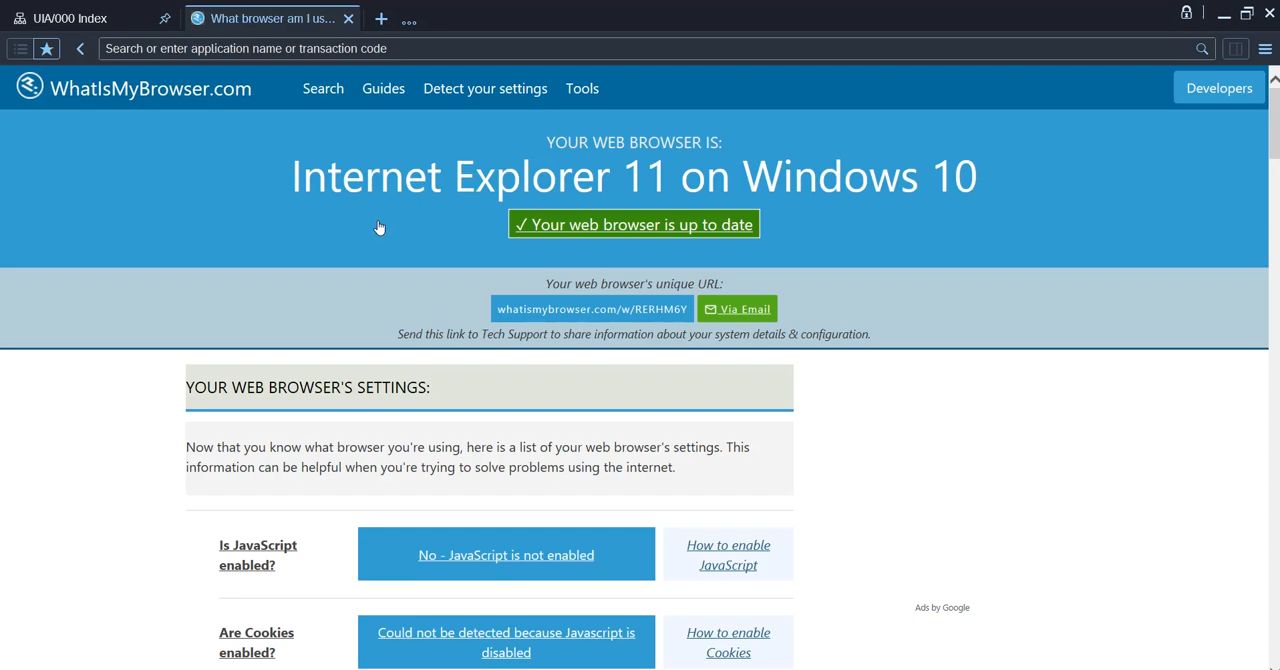 UIA/000 Index
What browser am I us...
Search or enter application name or transaction code
WhatIsMyBrowser.com
Search Guides Detect your settings Tools
Developers
YOUR WEB BROWSER IS:
Internet Explorer 11 on Windows 10
✓ Your web browser is up to date
Your web browser's unique URL:
whatismybrowser.com/w/RERHM6Y
Via Email
Send this link to Tech Support to share information about your system details & configuration.
YOUR WEB BROWSER'S SETTINGS:
Now that you know what browser you're using, here is a list of your web browser's settings. This
information can be helpful when you're trying to solve problems using the internet.
Is JavaScript
enabled?
No - JavaScript is not enabled
How to enable
JavaScript
Ads by Google
Are Cookies
enabled?
Could not be detected because Javascript is
disabled
How to enable
Cookies